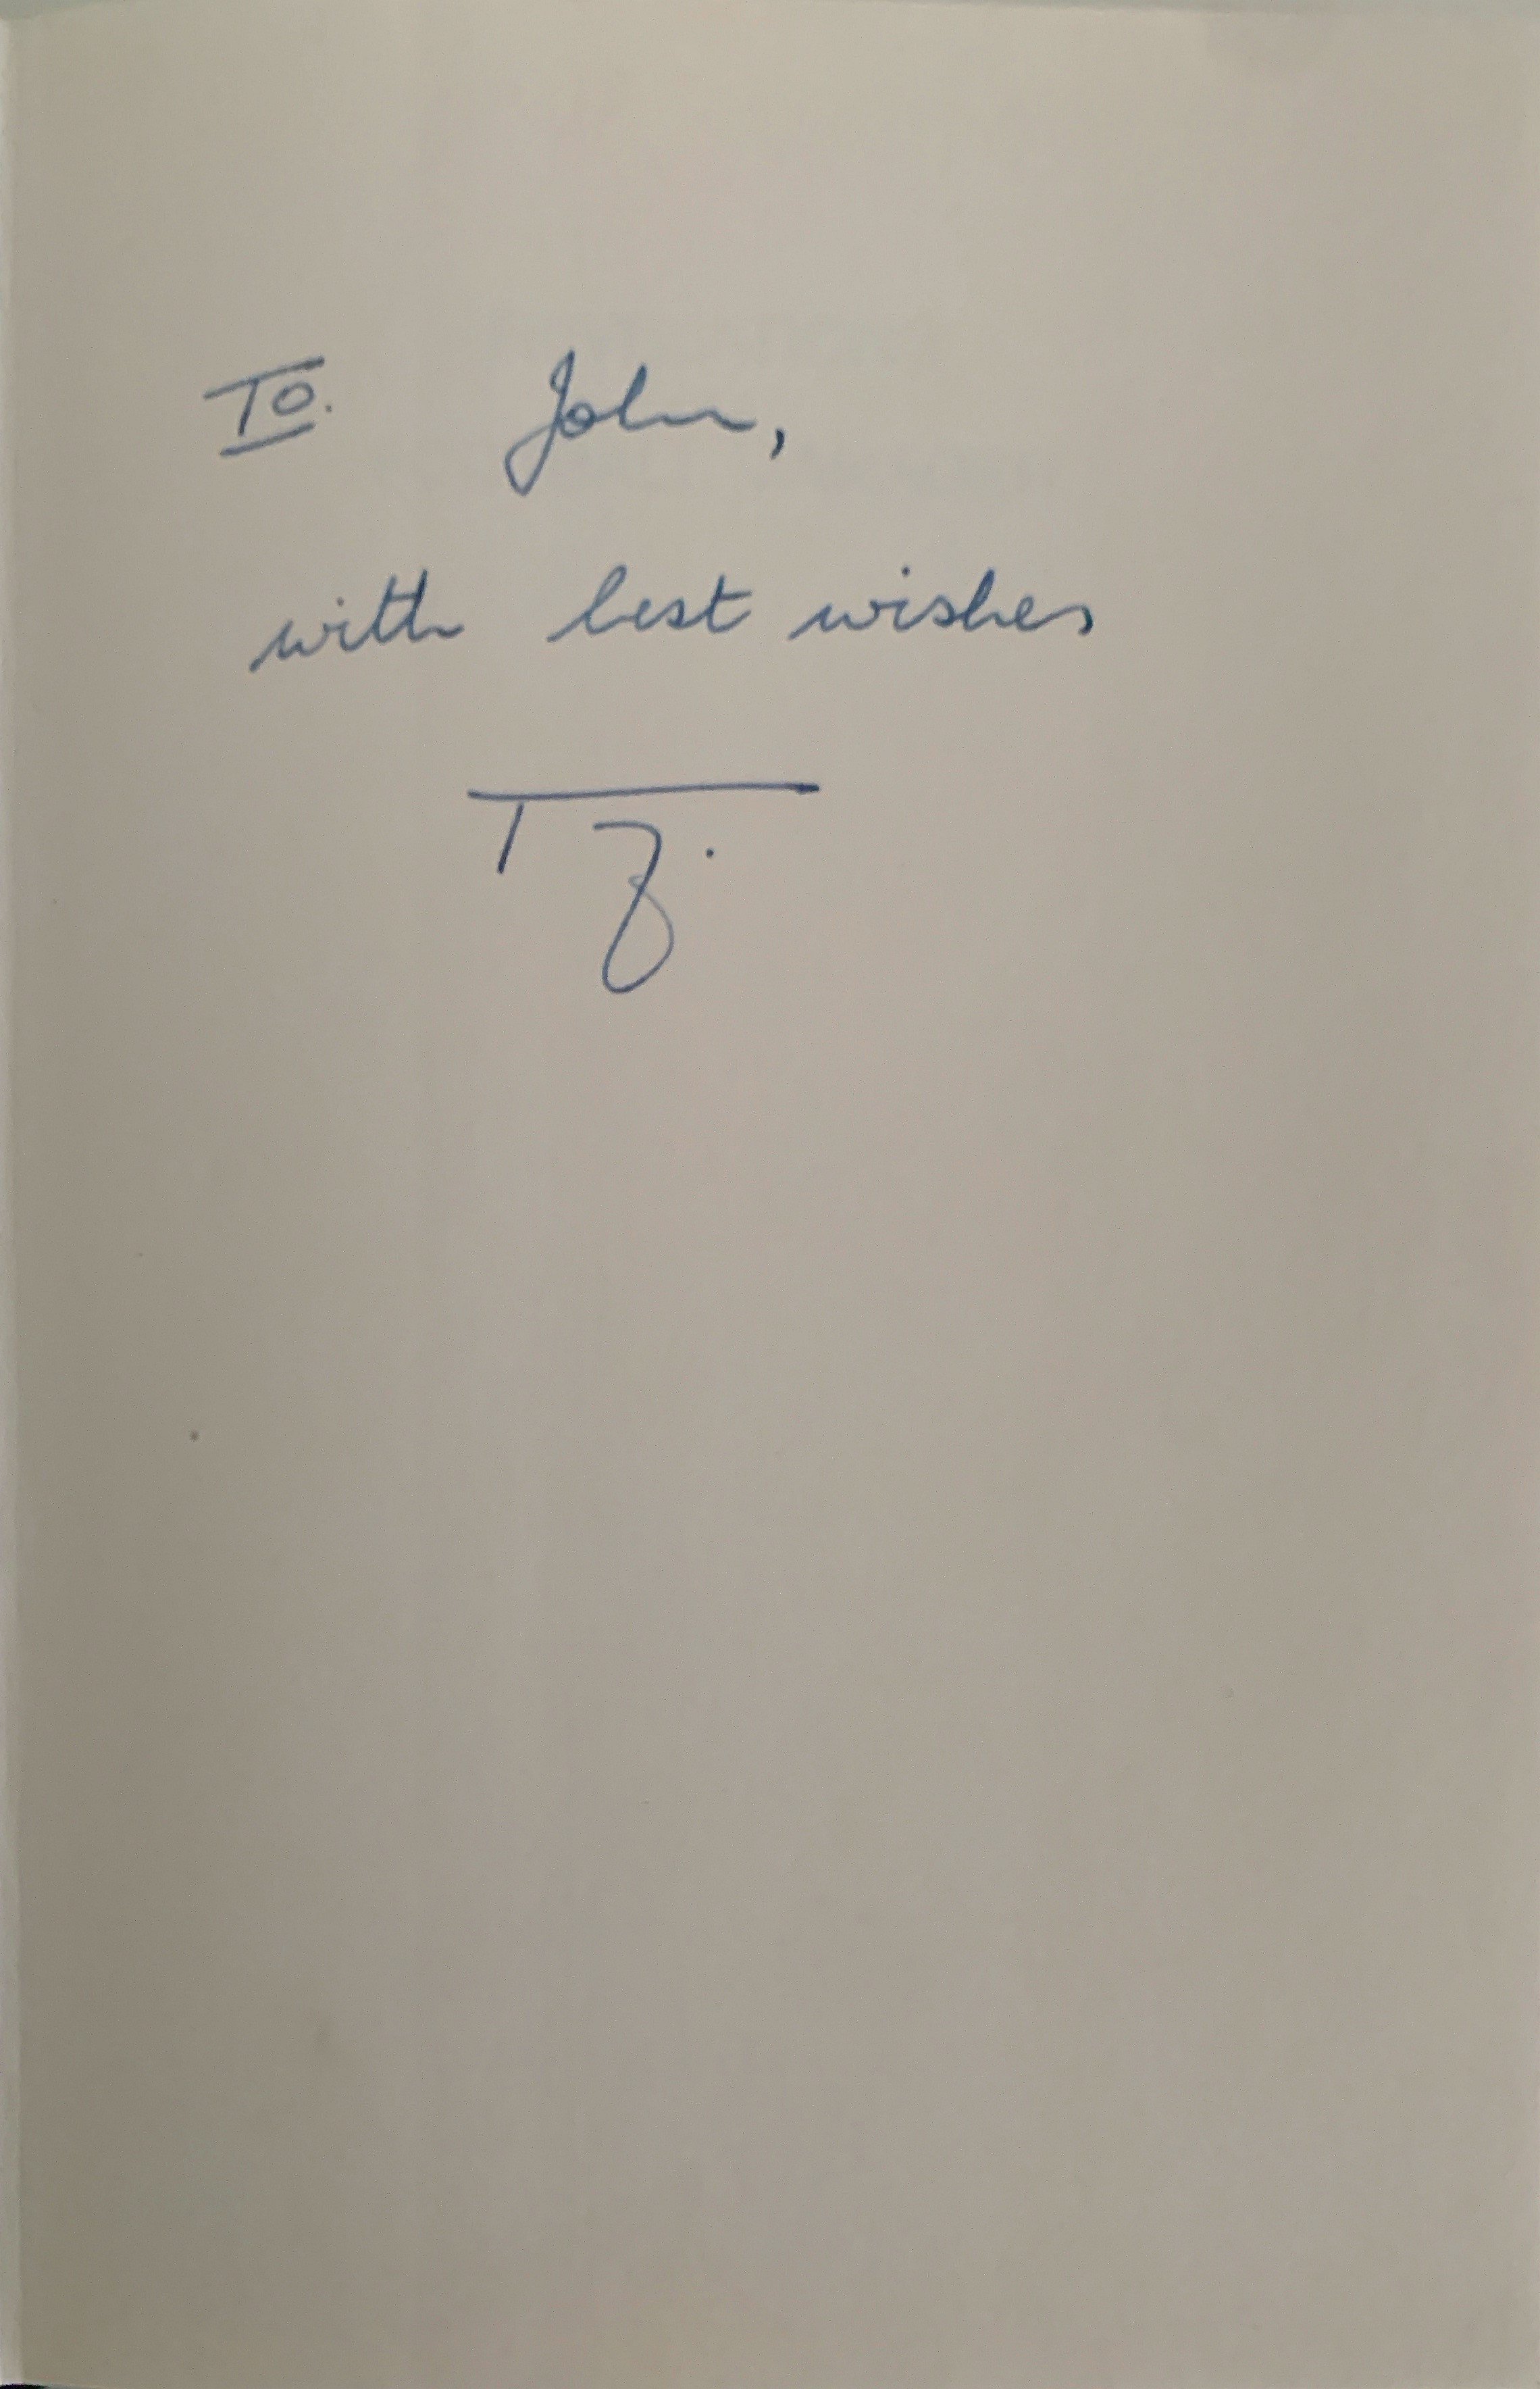 To. John,
with best wishes